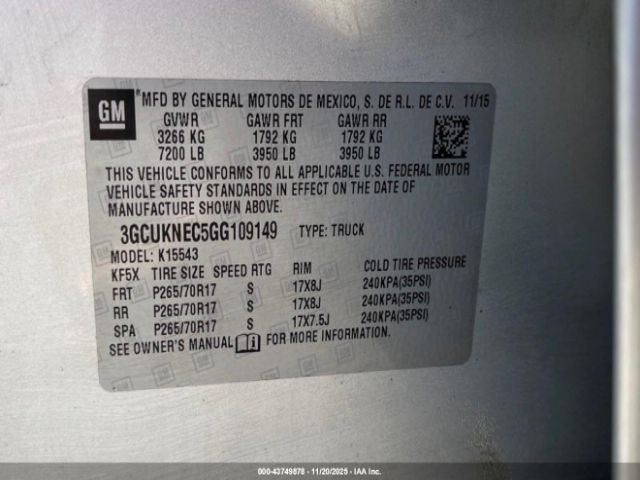 GM
*MFD BY GENERAL MOTORS DE MEXICO, S. DE R.L. DE C.V. 11/15
GVWR GAWR FRT GAWR RR
3266 KG 1792 KG 1792 KG
7200 LB 3950 LB 3950 LB
THIS VEHICLE CONFORMS TO ALL APPLICABLE U.S. FEDERAL MOTOR
VEHICLE SAFETY STANDARDS IN EFFECT ON THE DATE OF
MANUFACTURE SHOWN ABOVE.
3GCUKNEC5GG109149 TYPE: TRUCK
MODEL: K15543
KF5X TIRE SIZE SPEED RTG RIM COLD TIRE PRESSURE
FRT P265/70R17 S 17X8J 240KPA(35PSI)
RR P265/70R17 S 17X8J 240KPA(35PSI)
SPA P265/70R17 S 17X7.5J 240KPA(35PSI)
SEE OWNER'S MANUAL FOR MORE INFORMATION.
000-43749878 - 11/20/2025 - IAA Inc.